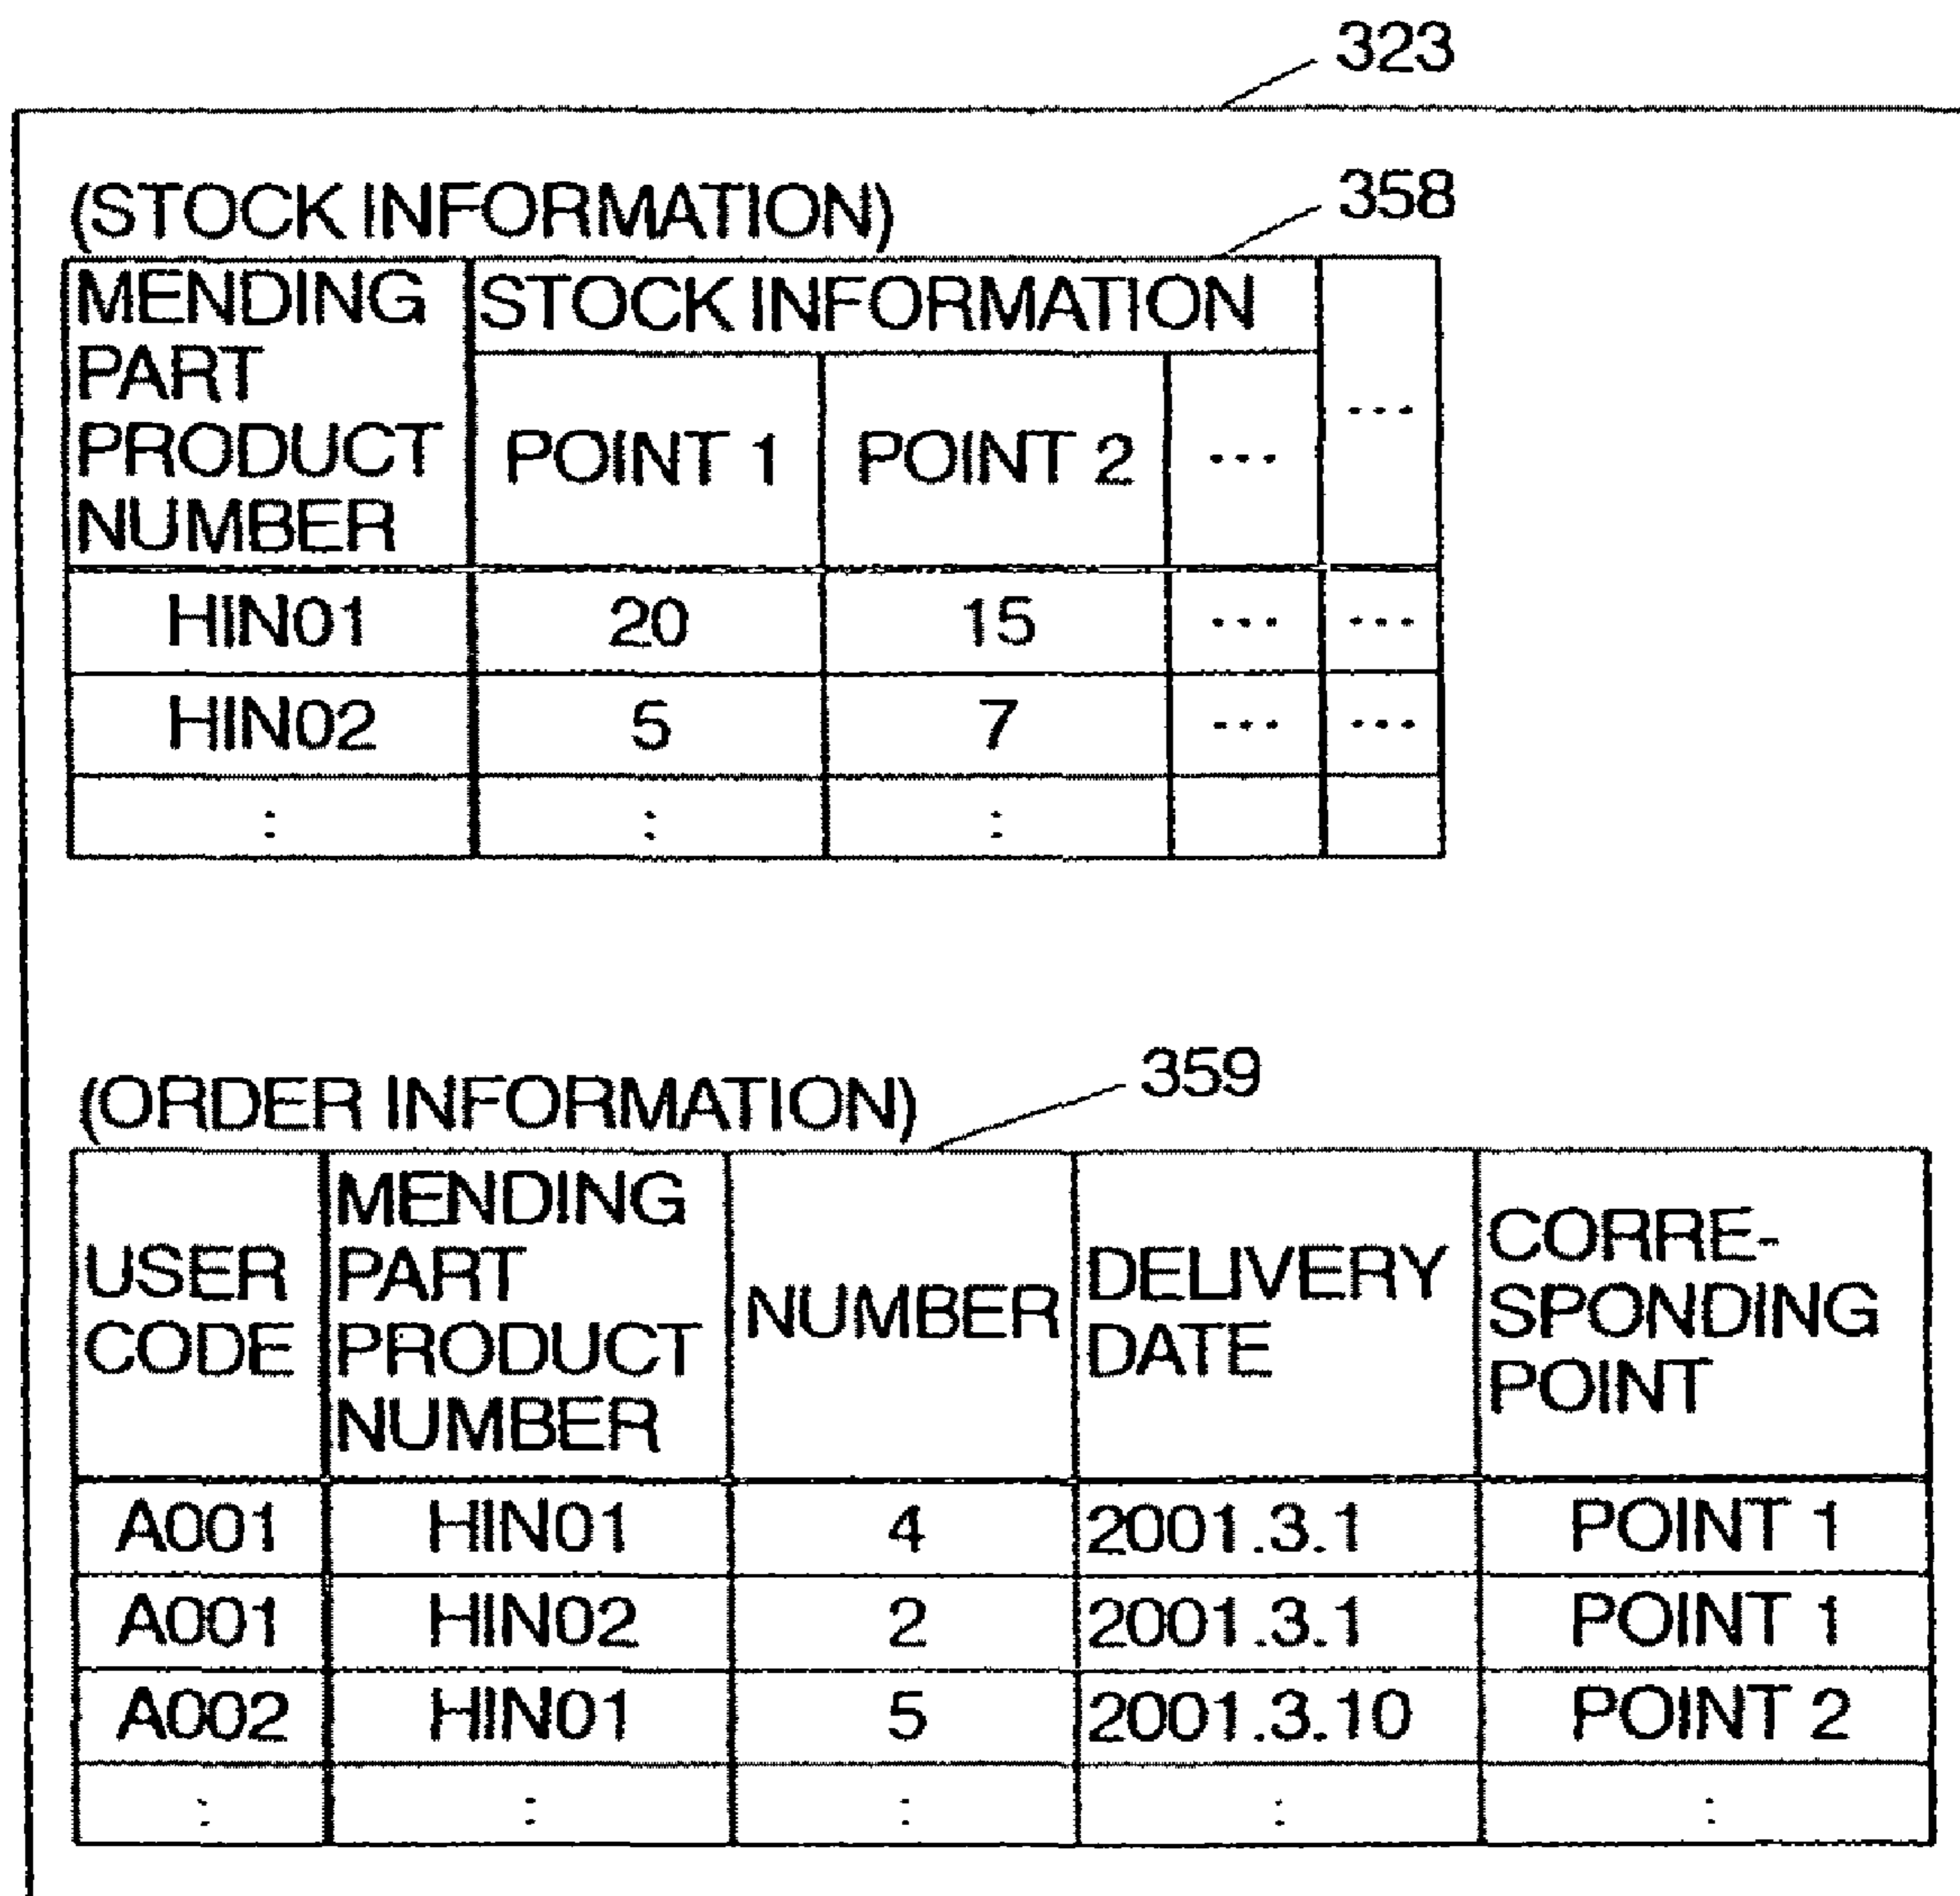 323
(STOCK INFORMATION)
358
MENDING
PART
PRODUCT
NUMBER
STOCK INFORMATION
POINT 1 POINT 2 ... ...
HIN01 20 15 ... ...
HIN02 5 7 ... ...
: : :
(ORDER INFORMATION)
359
USER
CODE
MENDING
PART
PRODUCT
NUMBER
NUMBER
DELIVERY
DATE
CORRE-
SPONDING
POINT
A001 HIN01 4 2001.3.1 POINT 1
A001 HIN02 2 2001.3.1 POINT 1
A002 HIN01 5 2001.3.10 POINT 2
: : : : :